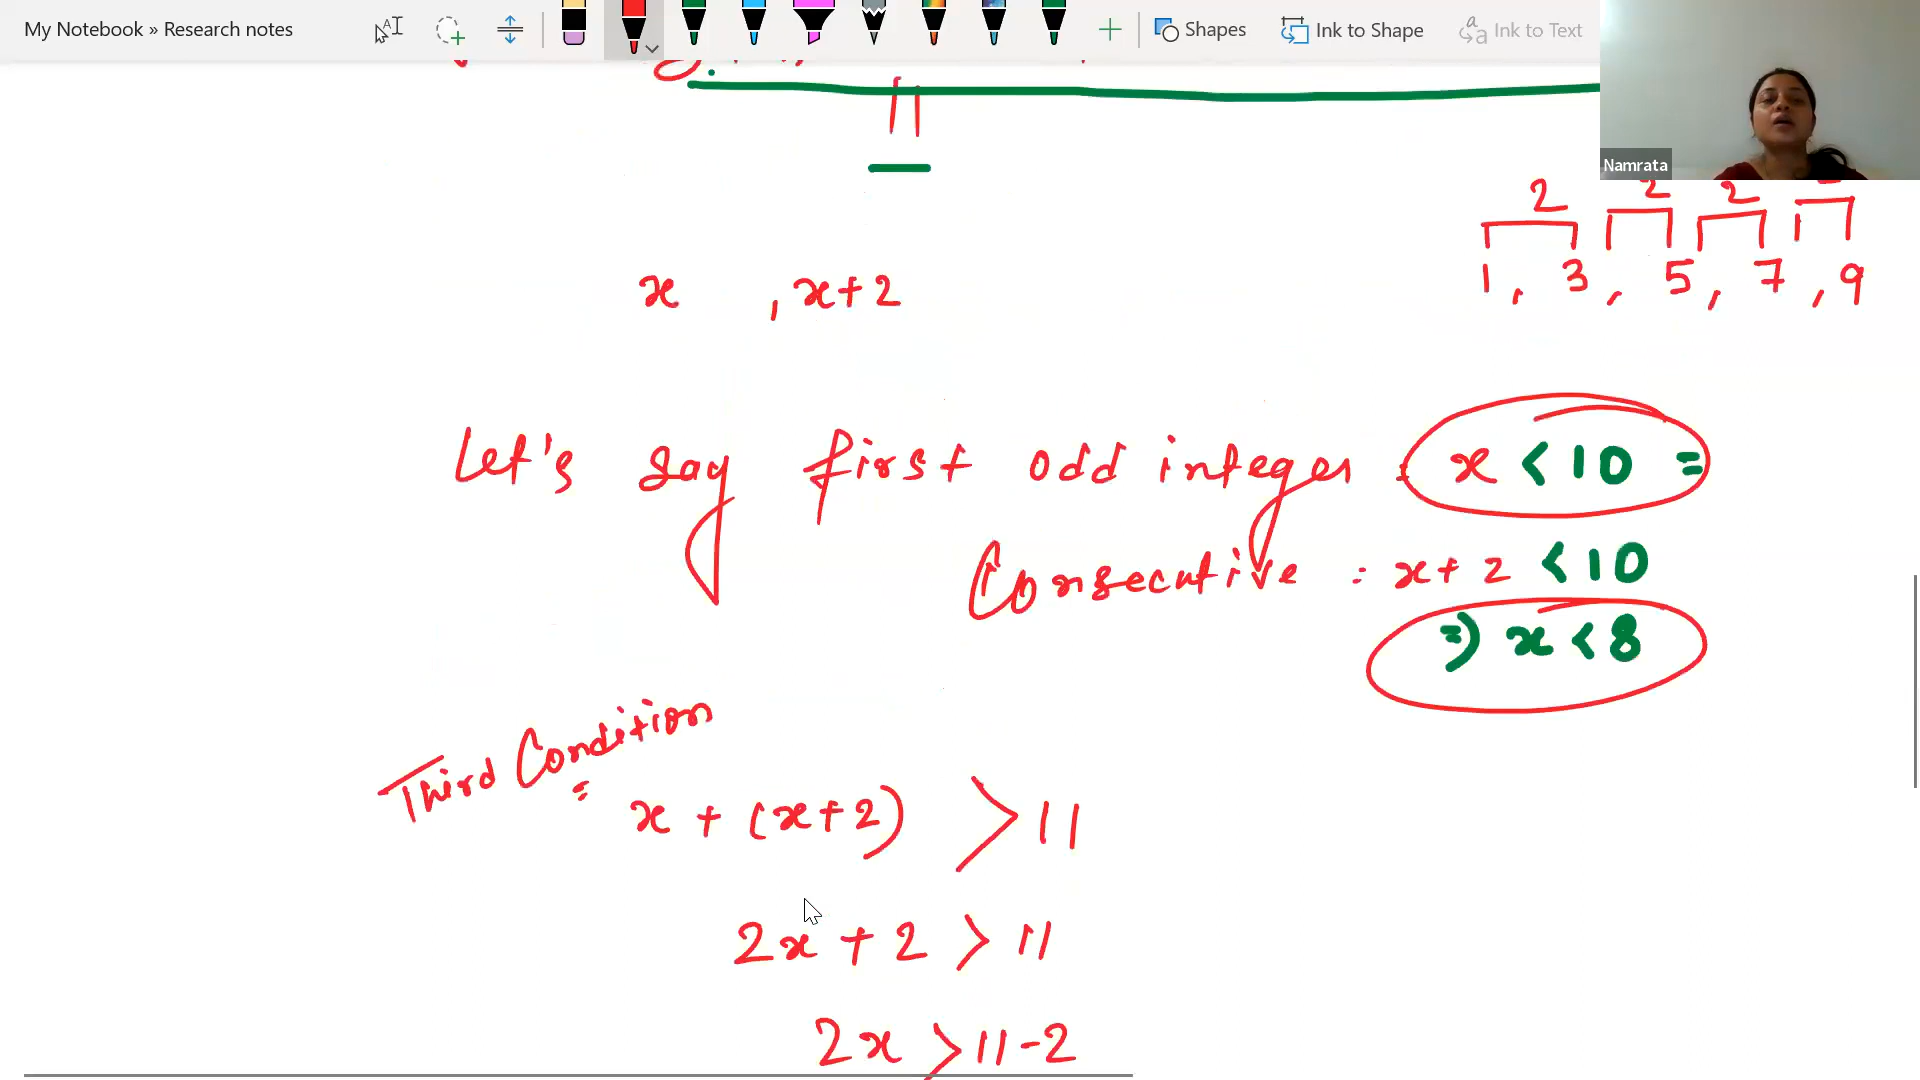 My Notebook » Research notes
Shapes
Ink to Shape
Ink to Text
Namrata
11
2 2 2
1, 3, 5, 7, 9
x , x+2
Let's say first odd integer : x < 10 =
Consecutive : x+2 < 10
⇒ x < 8
Third Condition =
x + (x+2) > 11
2x + 2 > 11
2x > 11-2